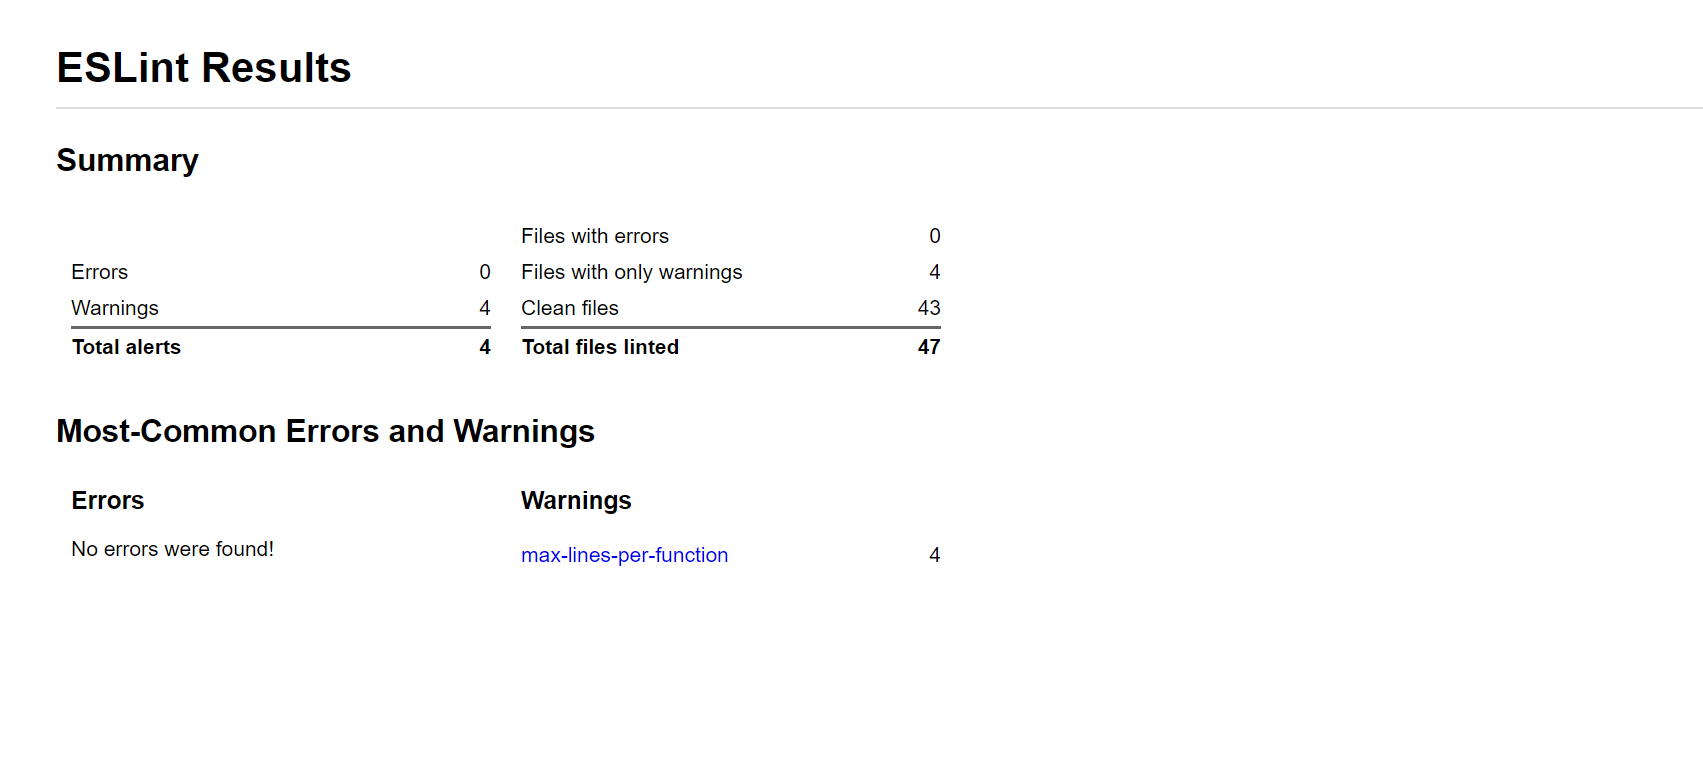 ESLint Results
Summary
Errors 0
Warnings 4
Total alerts 4
Files with errors 0
Files with only warnings 4
Clean files 43
Total files linted 47
Most-Common Errors and Warnings
Errors
No errors were found!
Warnings
max-lines-per-function 4